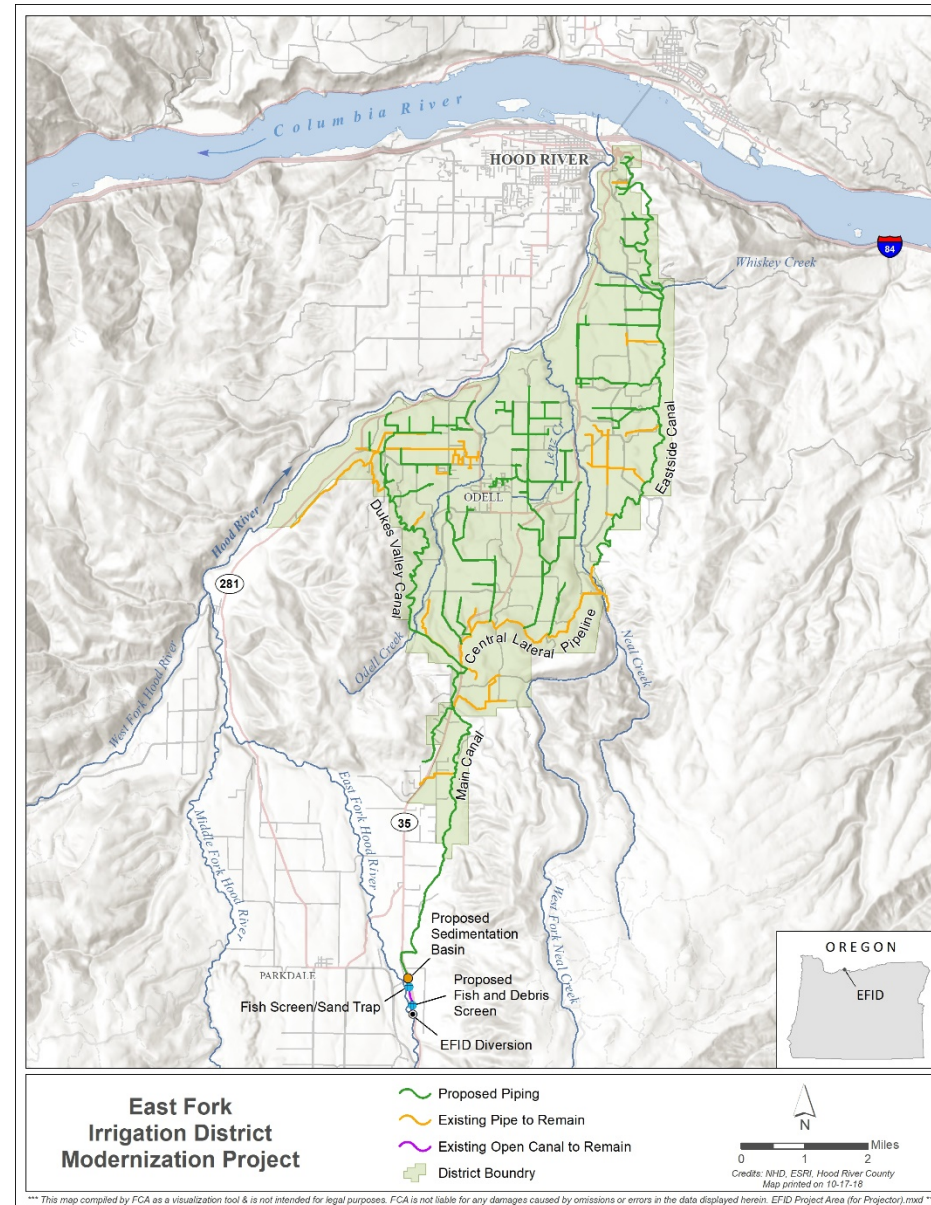 Columbia River
HOOD RIVER
84
Whiskey Creek
Eastside Canal
Lenz C.
ODELL
Dukes Valley Canal
Hood River
281
Central Lateral Pipeline
Odell Creek
Neal Creek
West Fork Hood River
Main Canal
East Fork Hood River
35
Middle Fork Hood River
West Fork Neal Creek
Proposed
Sedimentation
Basin
PARKDALE
Fish Screen/Sand Trap
Proposed
Fish and Debris
Screen
EFID Diversion
OREGON
EFID
East Fork
Irrigation District
Modernization Project
Proposed Piping
Existing Pipe to Remain
Existing Open Canal to Remain
District Boundry
N
Miles
0 1 2
Credits: NHD, ESRI, Hood River County
Map printed on 10-17-18
*** This map compiled by FCA as a visualization tool & is not intended for legal purposes. FCA is not liable for any damages caused by omissions or errors in the data displayed herein. EFID Project Area (for Projector).mxd **